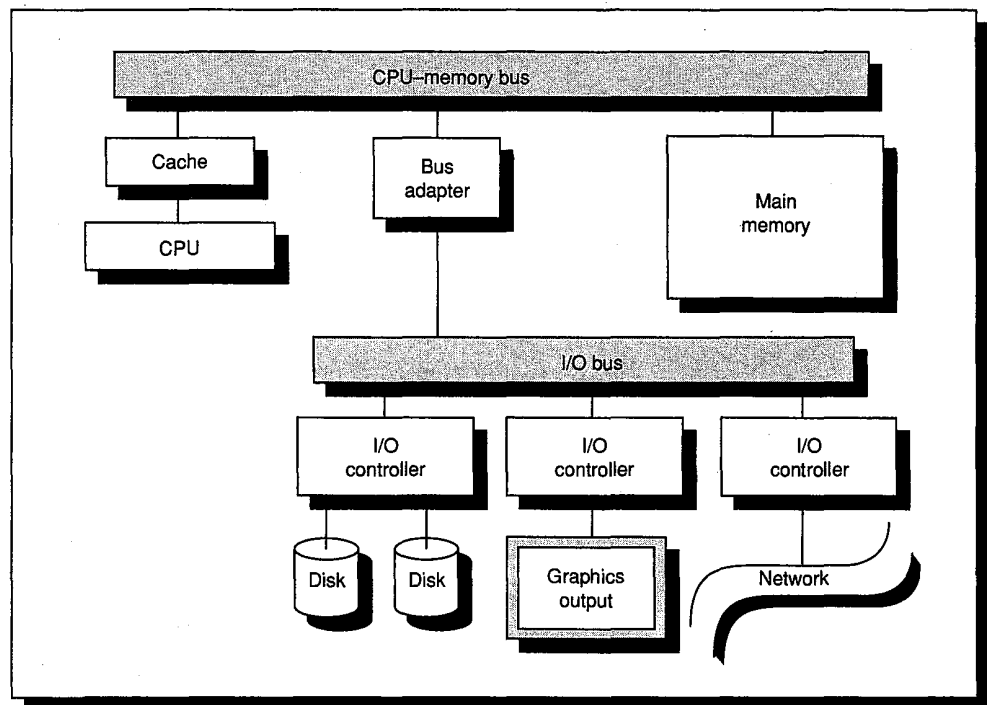 CPU–memory bus
Cache
Bus
adapter
Main
memory
CPU
I/O bus
I/O
controller
I/O
controller
I/O
controller
Disk
Disk
Graphics
output
Network